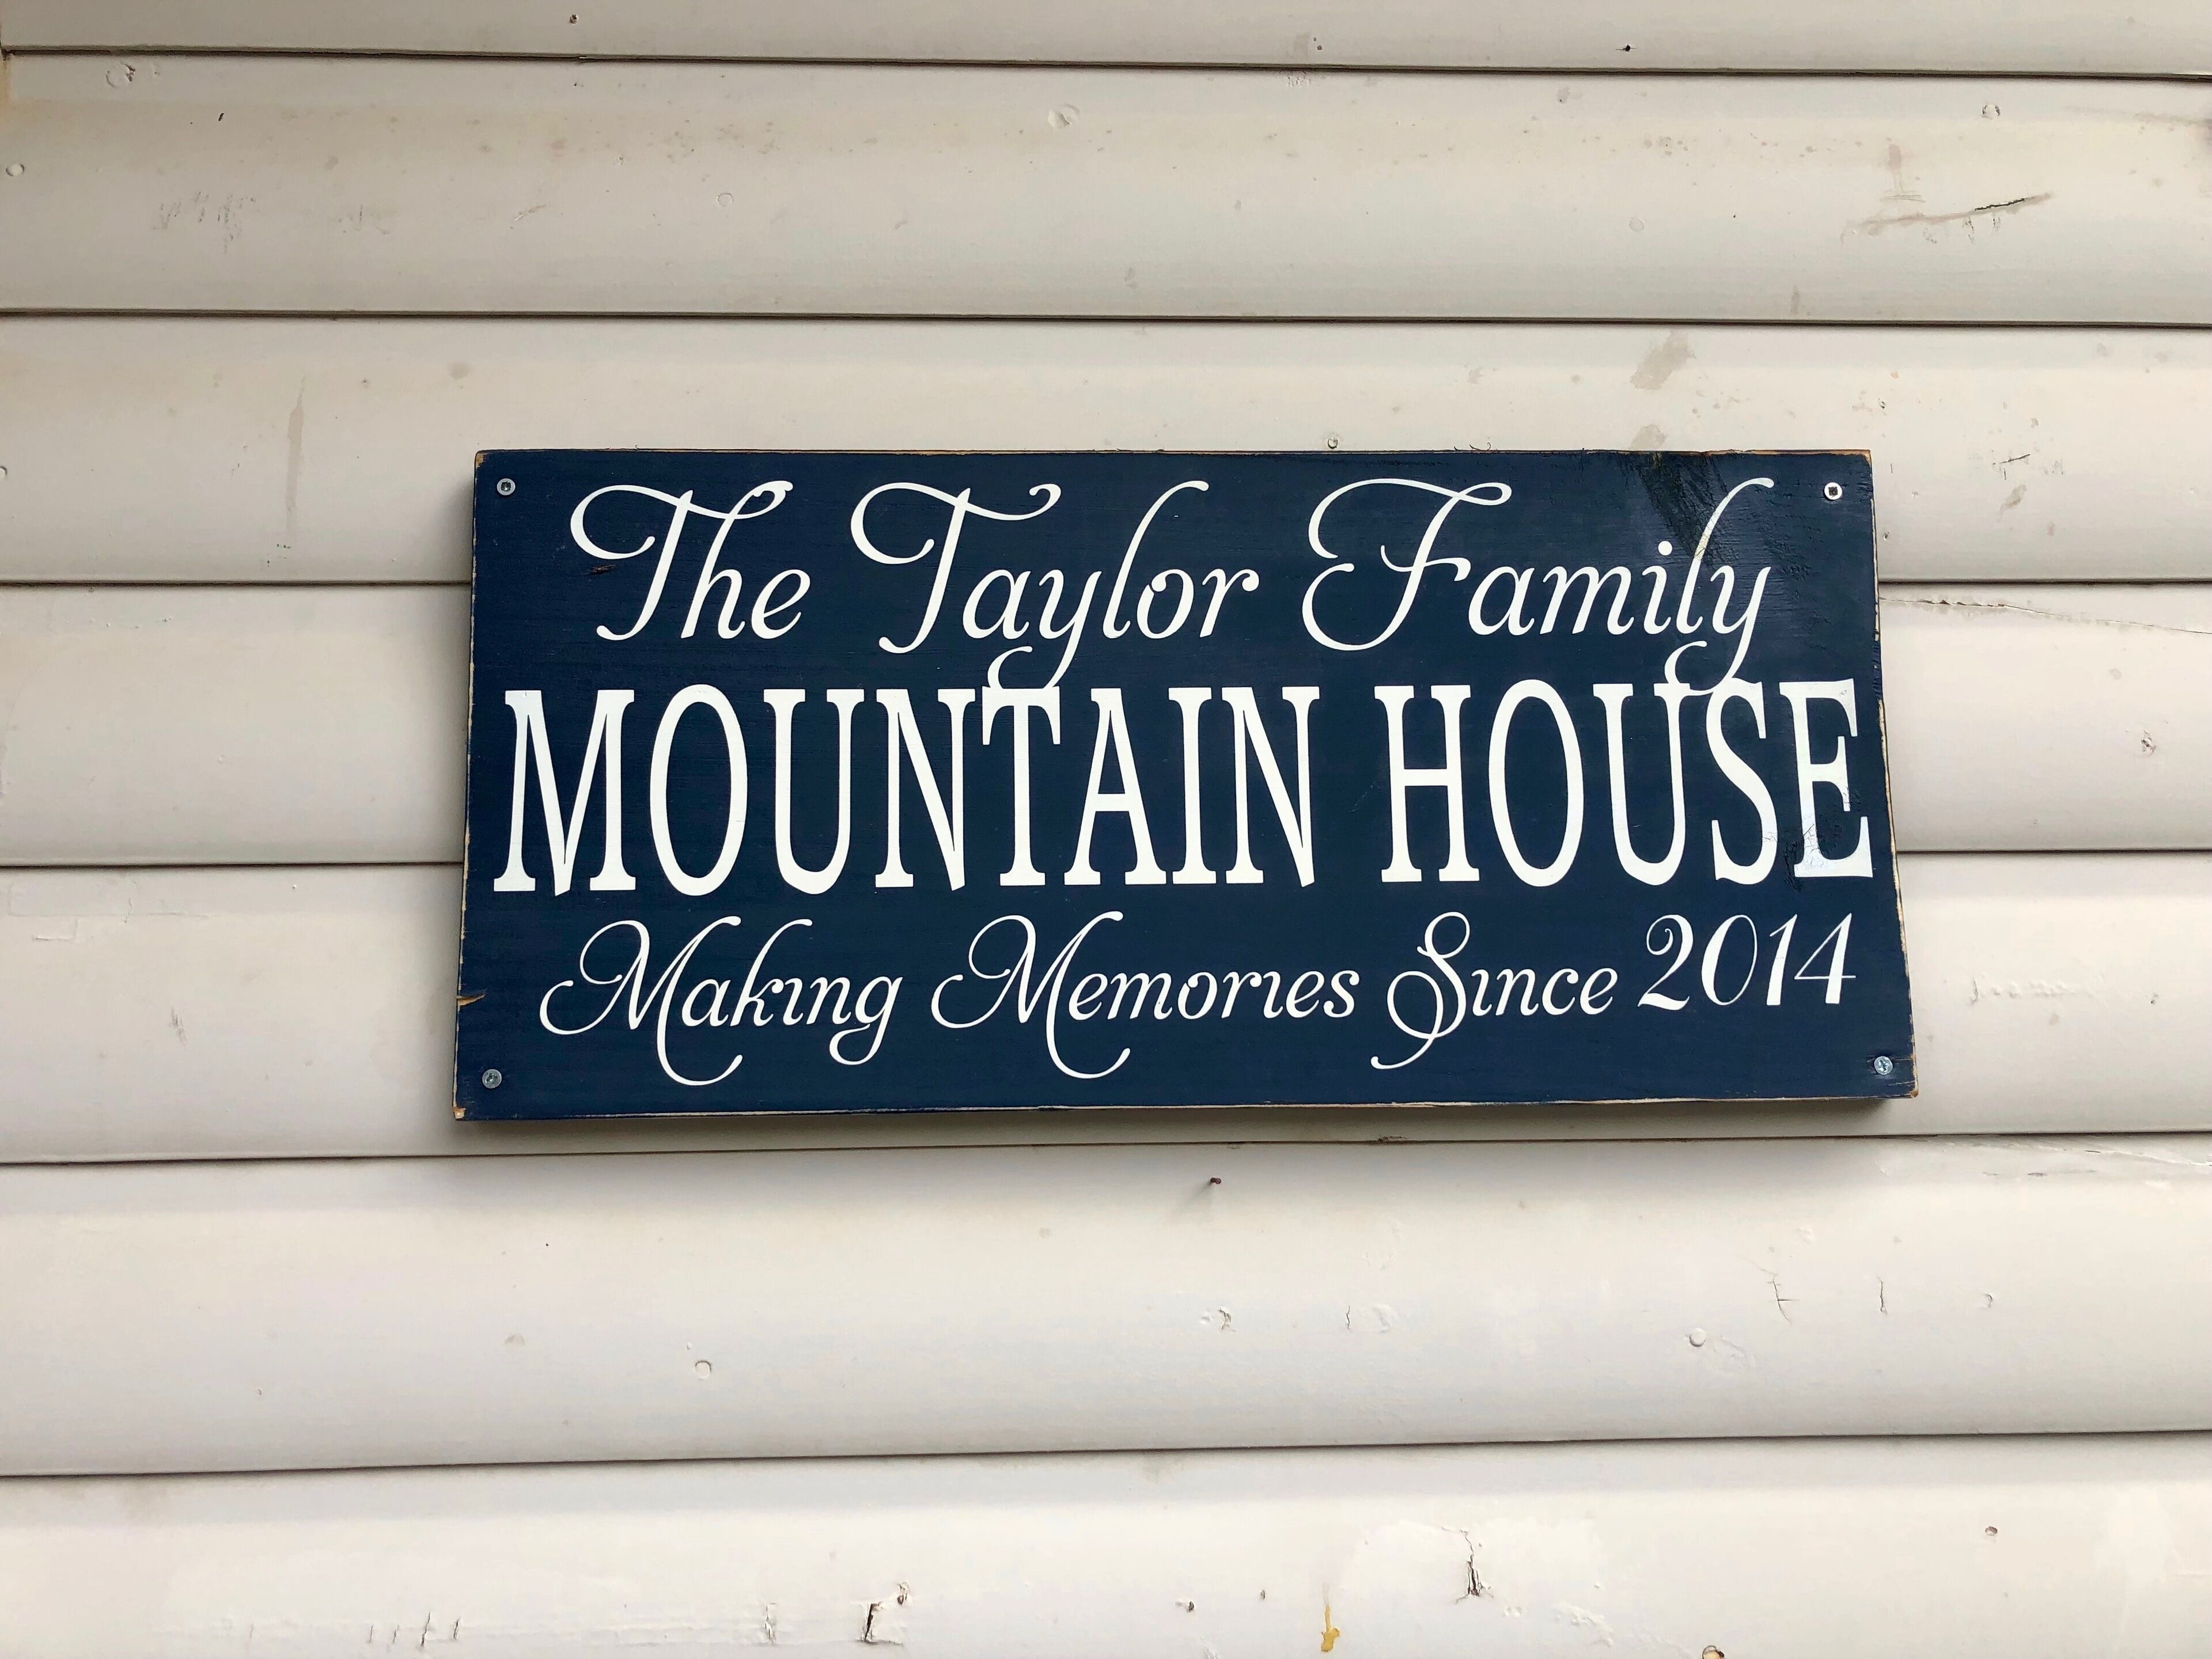 The Taylor Family
MOUNTAIN HOUSE
Making Memories Since 2014